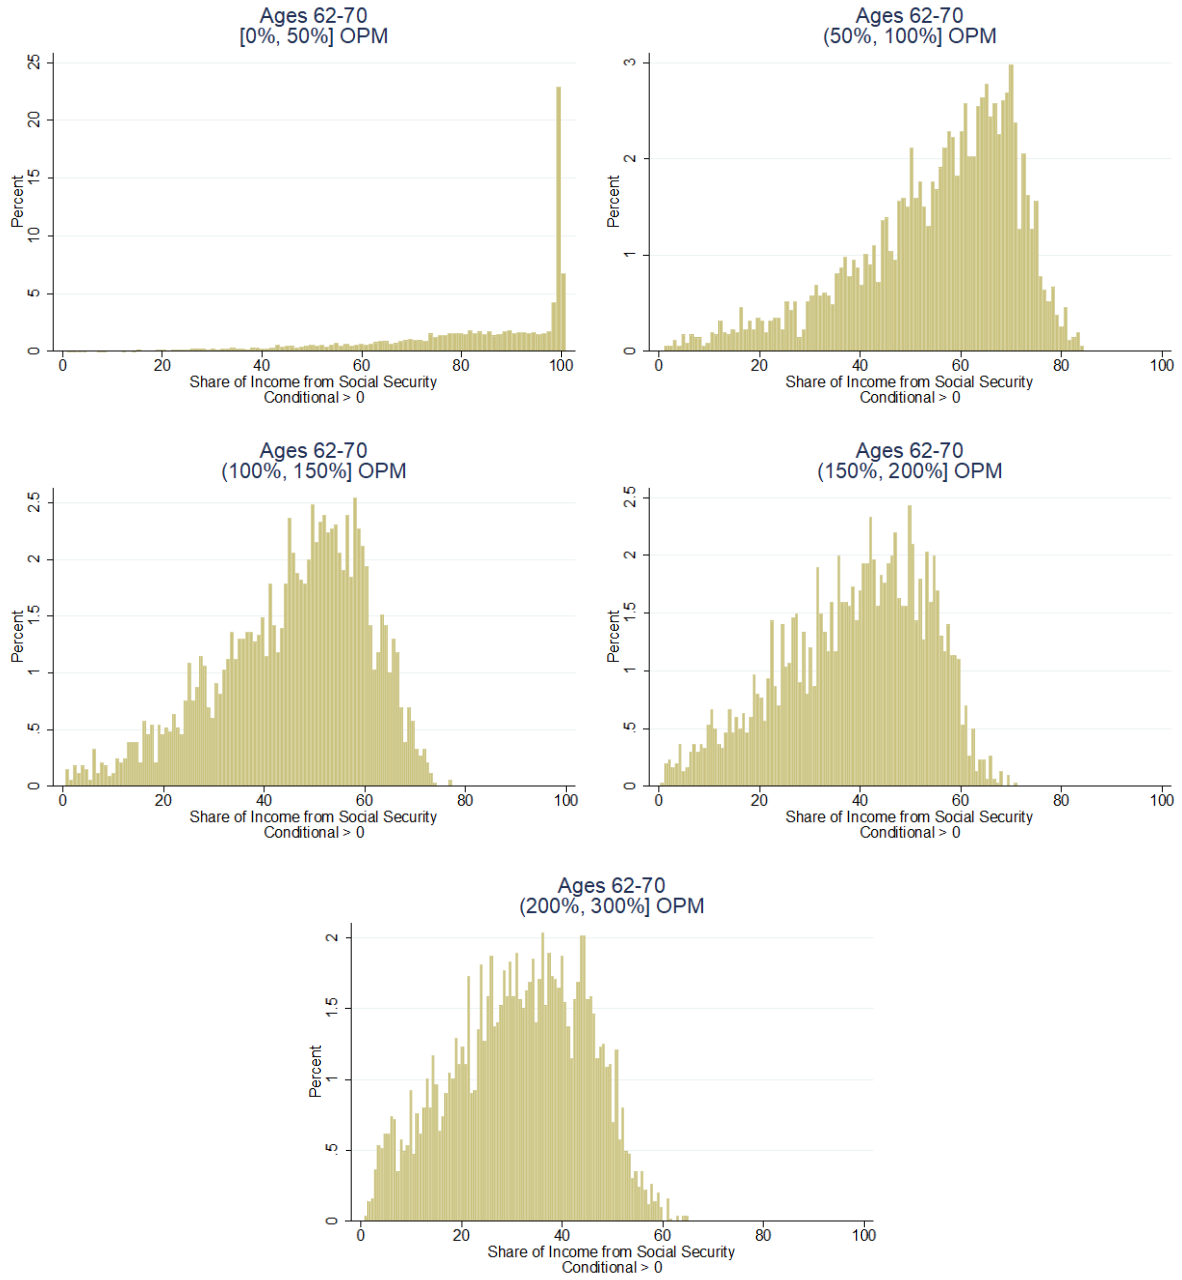 Ages 62-70
[0%, 50%] OPM
Percent
0
5
10
15
20
25
0 20 40 60 80 100
Share of Income from Social Security
Conditional > 0
Ages 62-70
(50%, 100%] OPM
Percent
0
1
2
3
0 20 40 60 80 100
Share of Income from Social Security
Conditional > 0
Ages 62-70
(100%, 150%] OPM
Percent
0
.5
1
1.5
2
2.5
0 20 40 60 80 100
Share of Income from Social Security
Conditional > 0
Ages 62-70
(150%, 200%] OPM
Percent
0
.5
1
1.5
2
2.5
0 20 40 60 80 100
Share of Income from Social Security
Conditional > 0
Ages 62-70
(200%, 300%] OPM
Percent
0
.5
1
1.5
2
0 20 40 60 80 100
Share of Income from Social Security
Conditional > 0